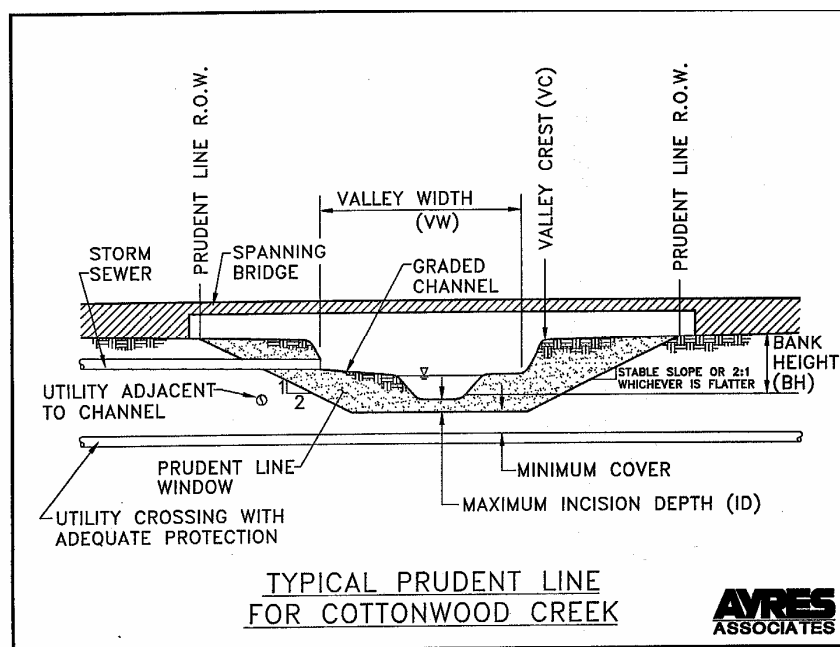 PRUDENT LINE R.O.W.
VALLEY CREST (VC)
PRUDENT LINE R.O.W.
VALLEY WIDTH
(VW)
STORM
SEWER
SPANNING
BRIDGE
GRADED
CHANNEL
BANK
HEIGHT
(BH)
STABLE SLOPE OR 2:1
WHICHEVER IS FLATTER
UTILITY ADJACENT
TO CHANNEL
1
2
PRUDENT LINE
WINDOW
MINIMUM COVER
MAXIMUM INCISION DEPTH (ID)
UTILITY CROSSING WITH
ADEQUATE PROTECTION
TYPICAL PRUDENT LINE
FOR COTTONWOOD CREEK
AYRES
ASSOCIATES